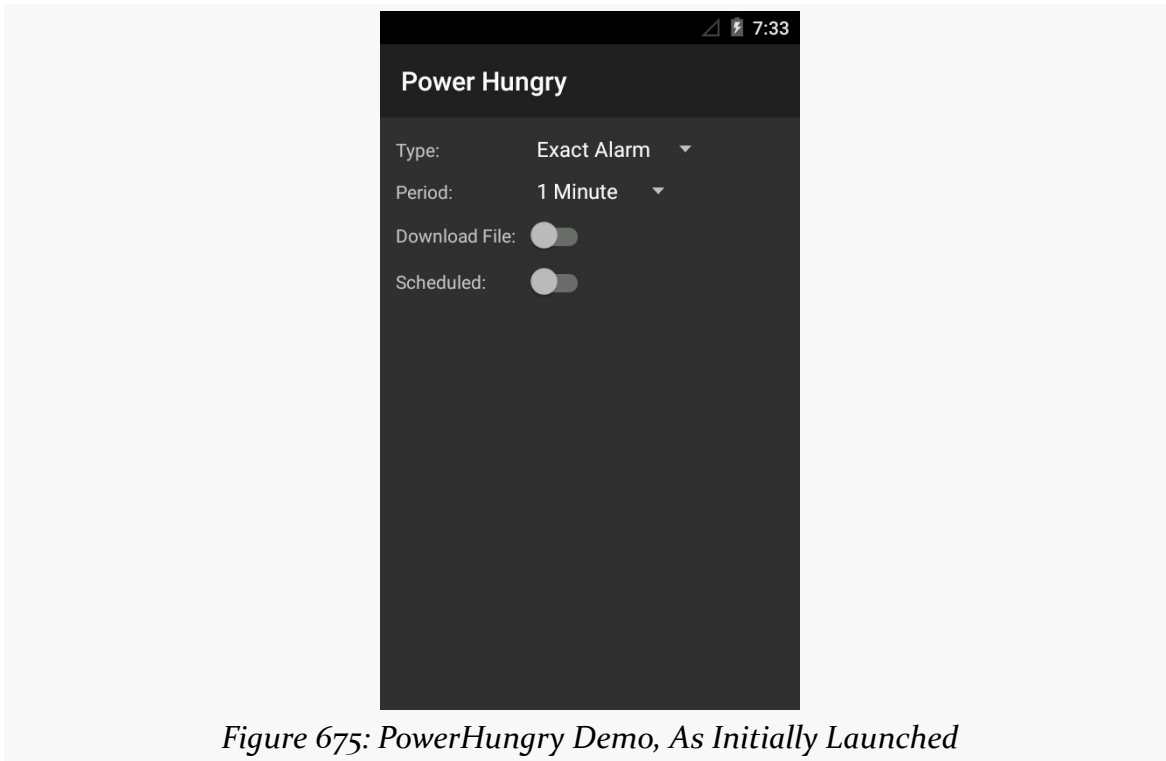 7:33
Power Hungry
Type: Exact Alarm
Period: 1 Minute
Download File:
Scheduled:
Figure 675: PowerHungry Demo, As Initially Launched